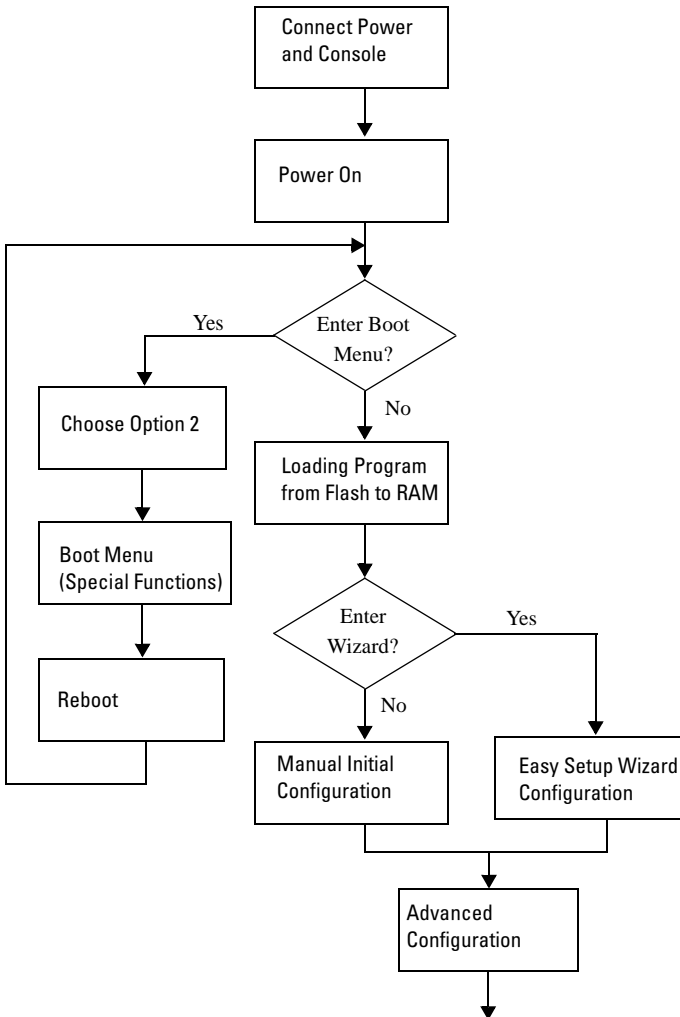 Connect Power
and Console
Power On
Enter Boot
Menu?
Yes
No
Choose Option 2
Loading Program
from Flash to RAM
Boot Menu
(Special Functions)
Enter
Wizard?
Yes
No
Reboot
Manual Initial
Configuration
Easy Setup Wizard
Configuration
Advanced
Configuration